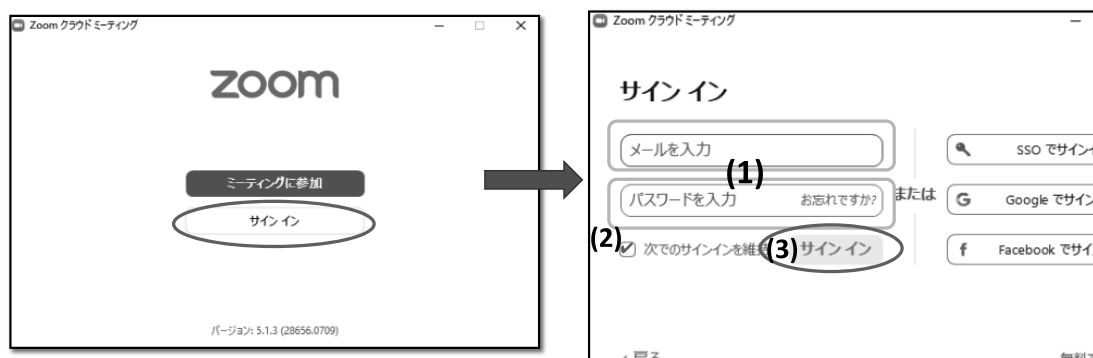 Zoom クラウド ミーティング
zoom
ミーティングに参加
サイン イン
バージョン: 5.1.3 (28656.0709)
Zoom クラウド ミーティング
サイン イン
メールを入力
(1)
パスワードを入力 お忘れですか?
(2)
次でのサインインを維
(3) サイン イン
または
SSO でサイン
Google でサイン
Facebook でサイ
戻る
無料